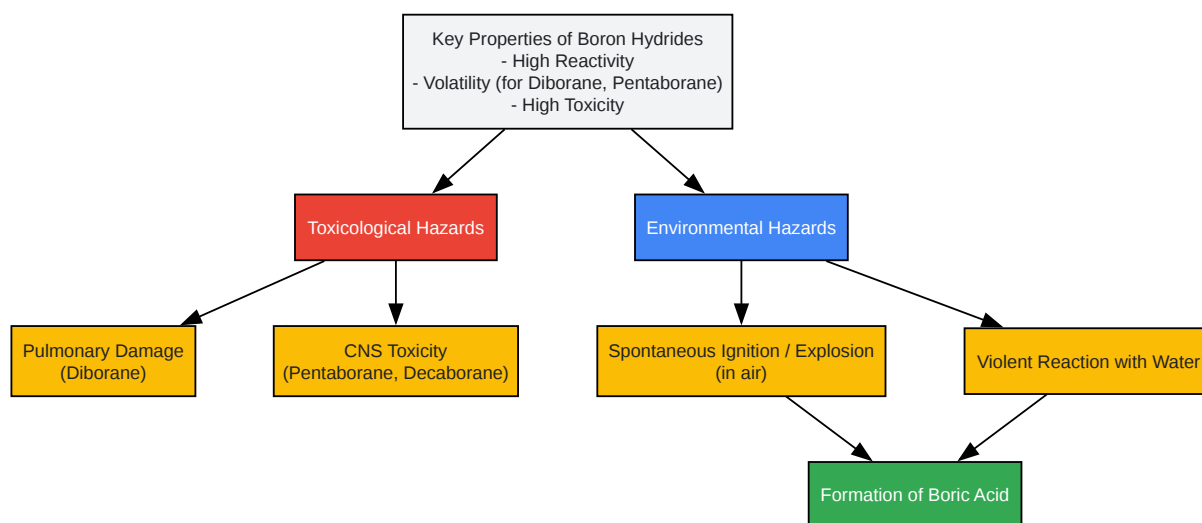 Key Properties of Boron Hydrides
- High Reactivity
- Volatility (for Diborane, Pentaborane)
- High Toxicity
Toxicological Hazards
Environmental Hazards
Pulmonary Damage
(Diborane)
CNS Toxicity
(Pentaborane, Decaborane)
Spontaneous Ignition / Explosion
(in air)
Violent Reaction with Water
Formation of Boric Acid